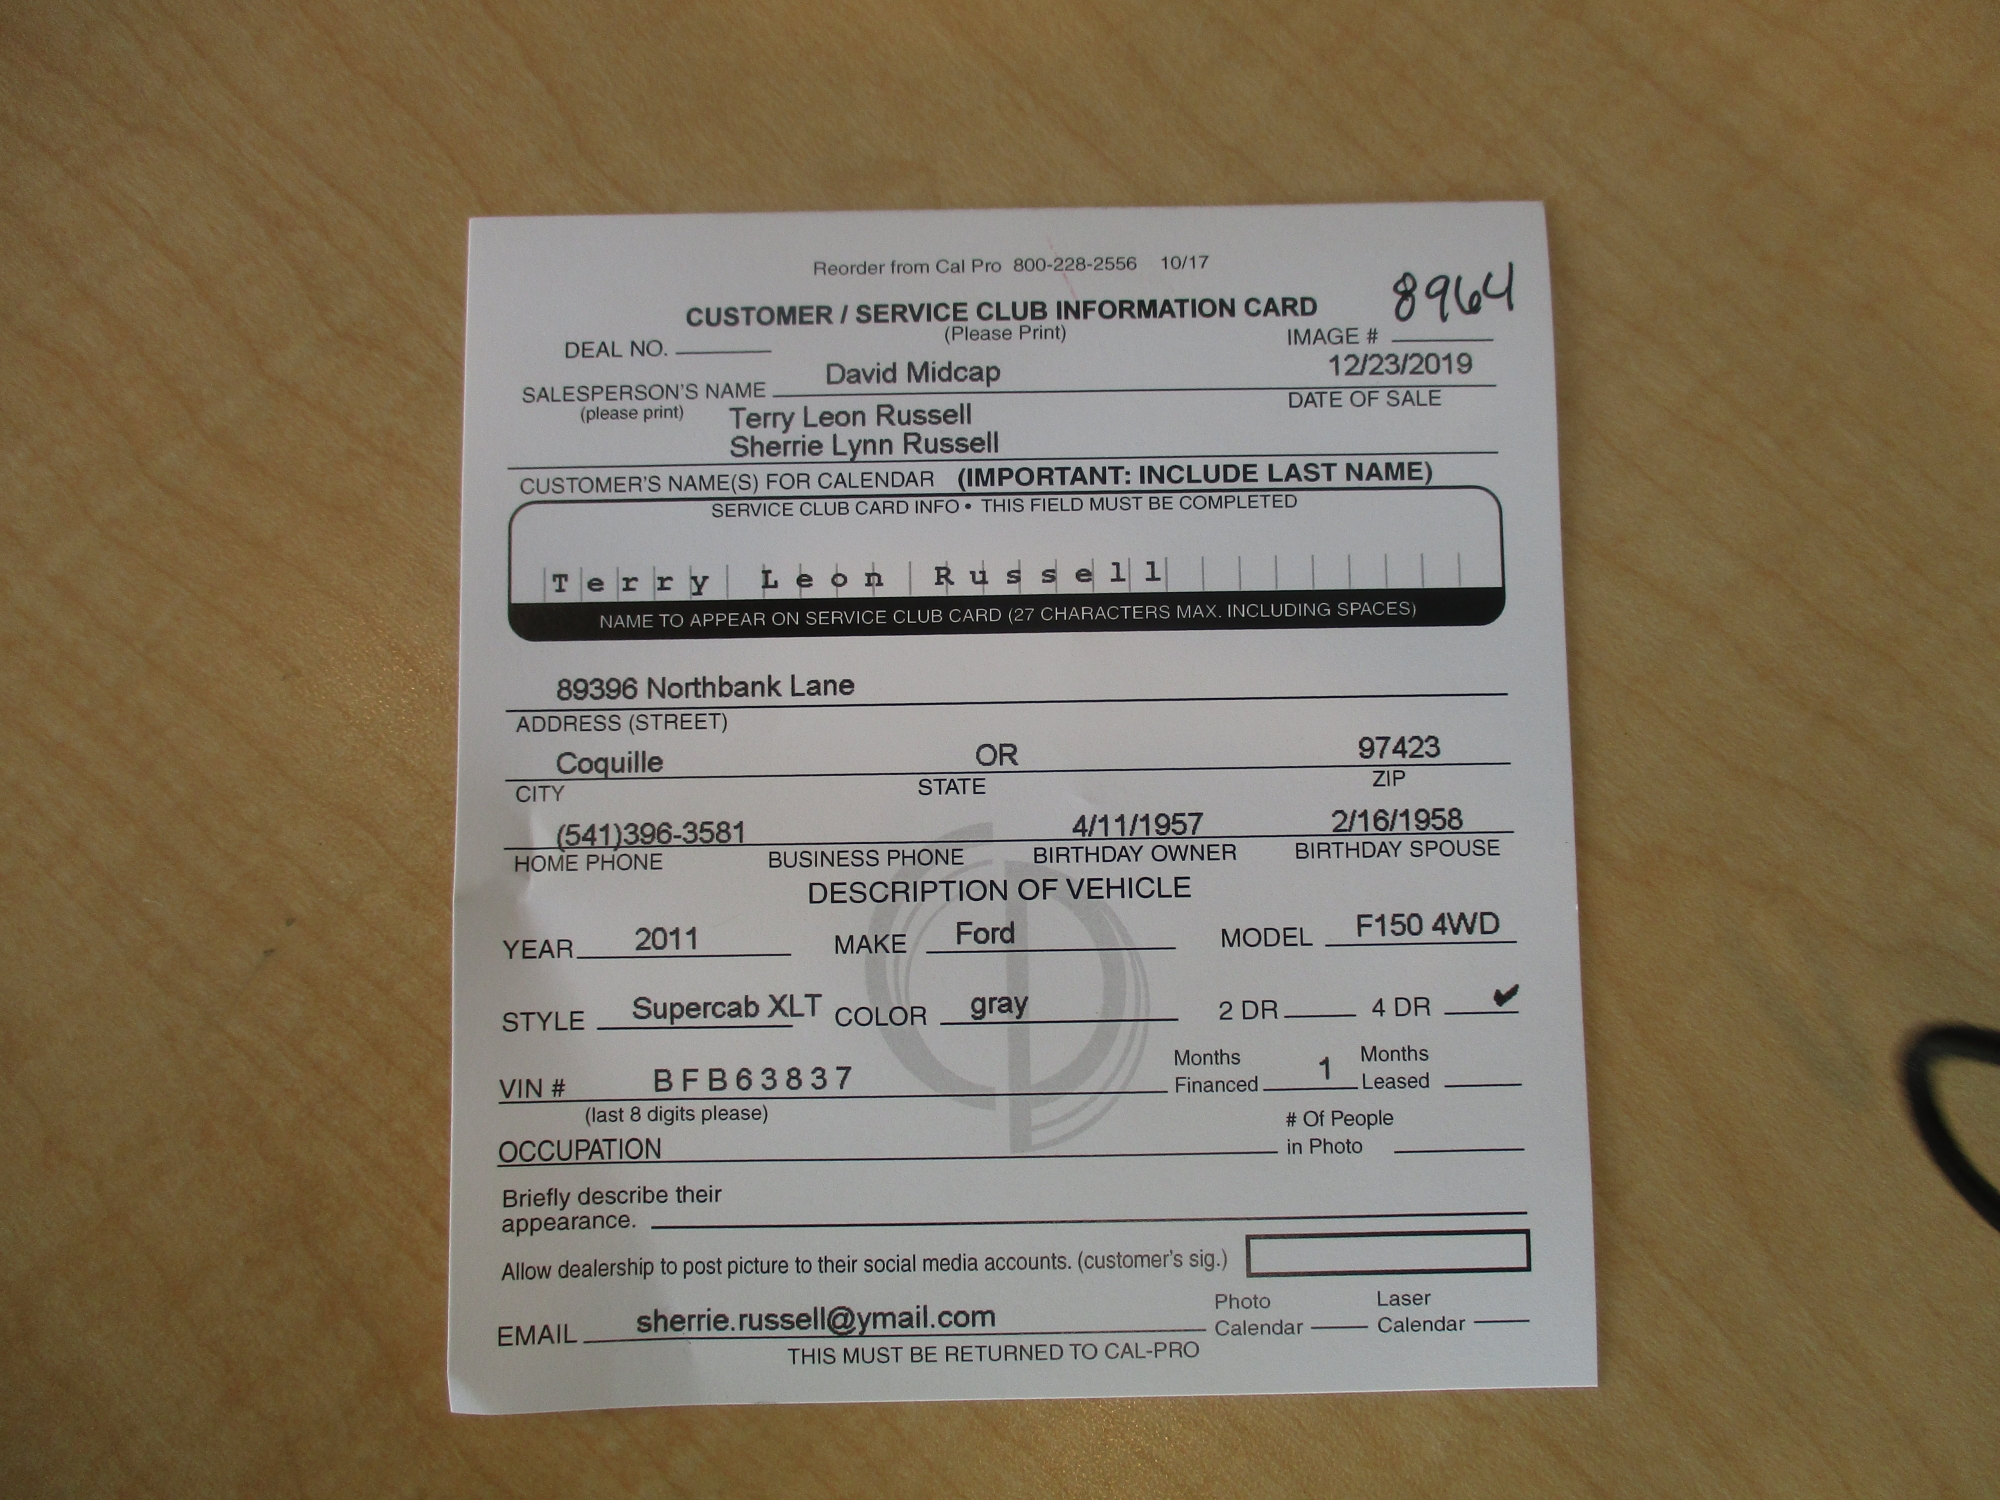 Reorder from Cal Pro 800-228-2556 10/17
8964
CUSTOMER / SERVICE CLUB INFORMATION CARD
(Please Print)
DEAL NO. IMAGE #
David Midcap 12/23/2019
SALESPERSON'S NAME DATE OF SALE
(please print) Terry Leon Russell
Sherrie Lynn Russell
CUSTOMER'S NAME(S) FOR CALENDAR (IMPORTANT: INCLUDE LAST NAME)
SERVICE CLUB CARD INFO • THIS FIELD MUST BE COMPLETED
Terry Leon Russell
NAME TO APPEAR ON SERVICE CLUB CARD (27 CHARACTERS MAX. INCLUDING SPACES)
89396 Northbank Lane
ADDRESS (STREET)
Coquille OR 97423
CITY STATE ZIP
(541)396-3581 4/11/1957 2/16/1958
HOME PHONE BUSINESS PHONE BIRTHDAY OWNER BIRTHDAY SPOUSE
DESCRIPTION OF VEHICLE
YEAR 2011 MAKE Ford MODEL F150 4WD
STYLE Supercab XLT COLOR gray 2 DR 4 DR ✔
VIN # BFB63837 Months Financed 1 Months Leased
(last 8 digits please)
OCCUPATION # Of People in Photo
Briefly describe their
appearance.
Allow dealership to post picture to their social media accounts. (customer's sig.)
EMAIL sherrie.russell@ymail.com Photo Calendar Laser Calendar
THIS MUST BE RETURNED TO CAL-PRO